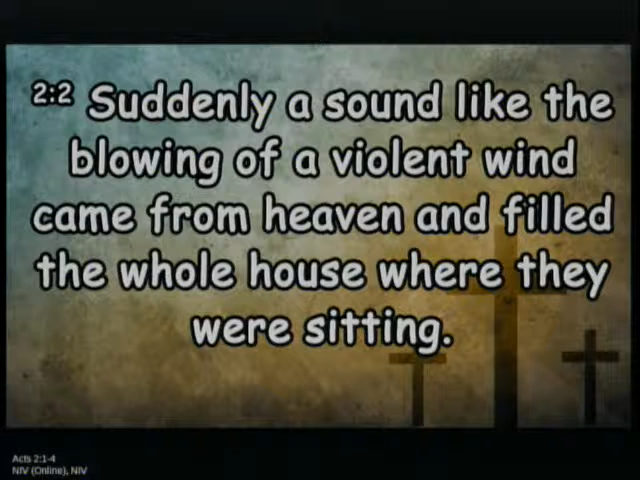 2:2 Suddenly a sound like the
blowing of a violent wind
came from heaven and filled
the whole house where they
were sitting.
Acts 2:1-4
NIV (Online), NIV